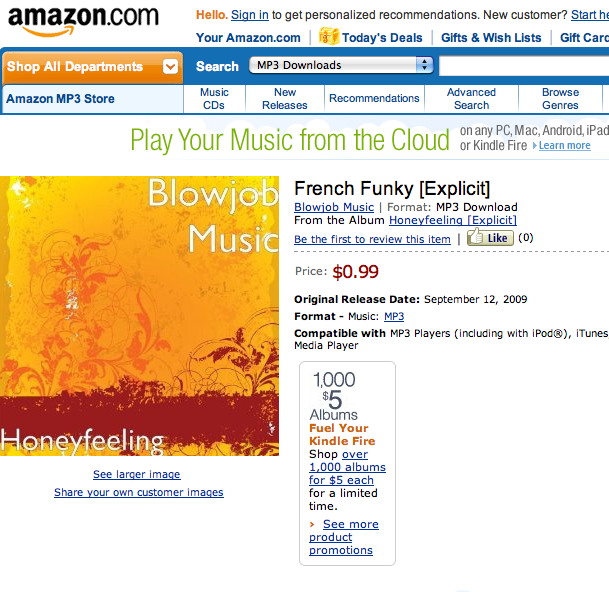 amazon.com
Hello. Sign in to get personalized recommendations. New customer? Start he
Your Amazon.com | Today's Deals | Gifts & Wish Lists | Gift Card
Shop All Departments
Search
MP3 Downloads
Amazon MP3 Store
Music CDs
New Releases
Recommendations
Advanced Search
Browse Genres
Play Your Music from the Cloud
on any PC, Mac, Android, iPad
or Kindle Fire ▸ Learn more
Blowjob
Music
Honeyfeeling
See larger image
Share your own customer images
French Funky [Explicit]
Blowjob Music | Format: MP3 Download
From the Album Honeyfeeling [Explicit]
Be the first to review this item | Like (0)
Price: $0.99
Original Release Date: September 12, 2009
Format - Music: MP3
Compatible with MP3 Players (including with iPod®), iTunes
Media Player
1,000
$5
Albums
Fuel Your
Kindle Fire
Shop over
1,000 albums
for $5 each
for a limited
time.
› See more
product
promotions